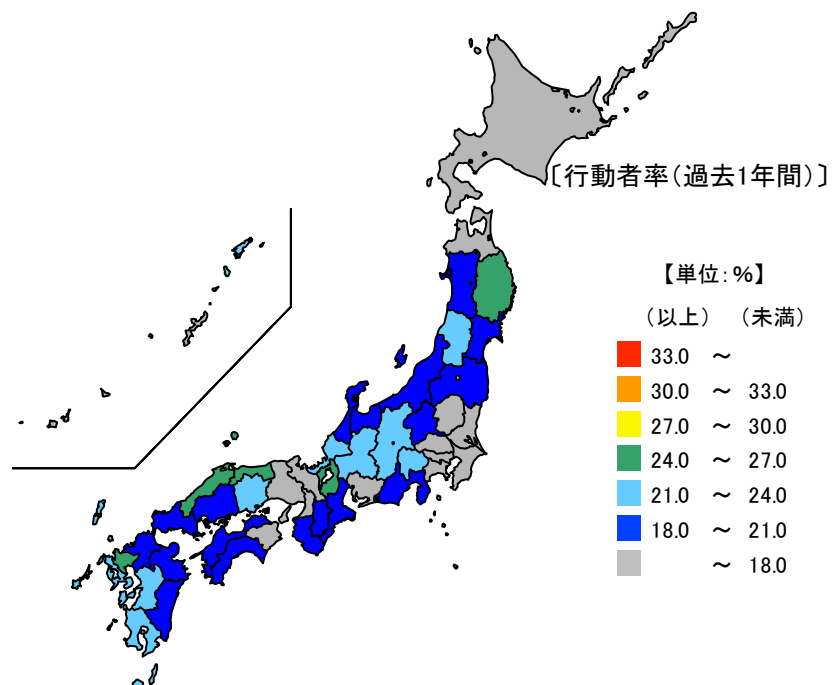 〔行動者率（過去1年間）〕
【単位：％】
（以上） （未満）
33.0 ～
30.0 ～ 33.0
27.0 ～ 30.0
24.0 ～ 27.0
21.0 ～ 24.0
18.0 ～ 21.0
～ 18.0